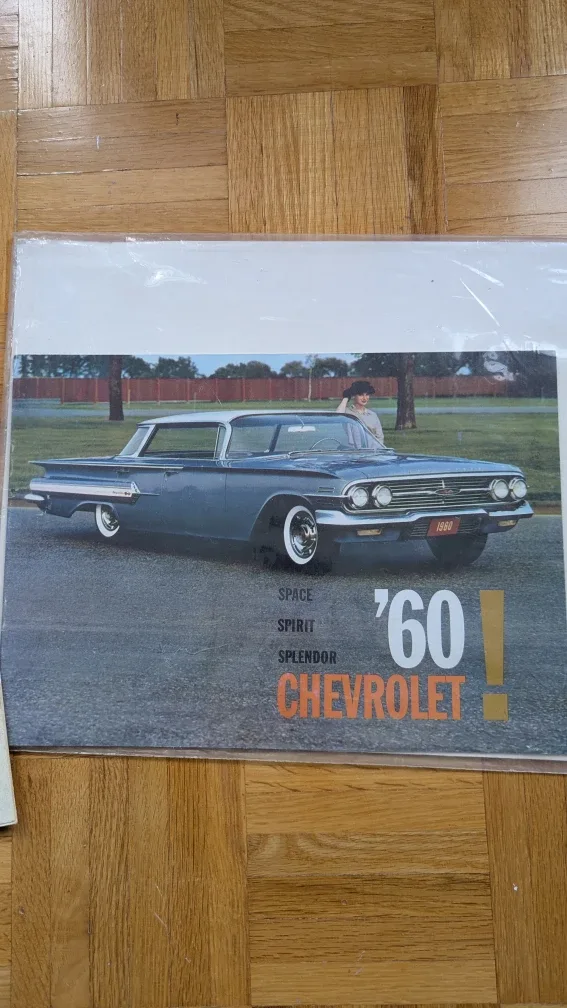 1960
SPACE
SPIRIT
SPLENDOR
'60!
CHEVROLET